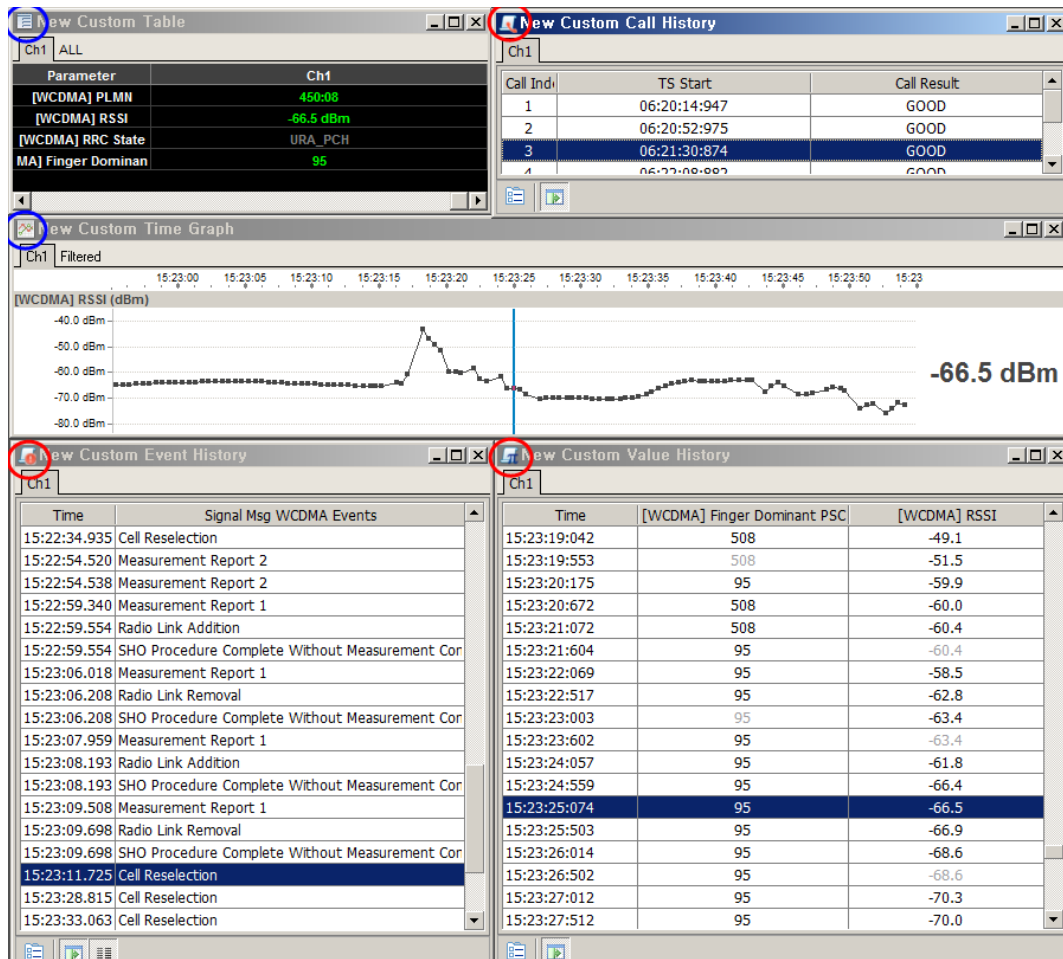 New Custom Table
Ch1 ALL
Parameter Ch1
[WCDMA] PLMN 450:08
[WCDMA] RSSI -66.5 dBm
[WCDMA] RRC State URA_PCH
MA] Finger Dominan 95
New Custom Call History
Ch1
Call Ind TS Start Call Result
1 06:20:14:947 GOOD
2 06:20:52:975 GOOD
3 06:21:30:874 GOOD
4 06:22:08:882 GOOD
New Custom Time Graph
Ch1 Filtered
15:23:00 15:23:05 15:23:10 15:23:15 15:23:20 15:23:25 15:23:30 15:23:35 15:23:40 15:23:45 15:23:50 15:23
[WCDMA] RSSI (dBm)
-40.0 dBm
-50.0 dBm
-60.0 dBm
-70.0 dBm
-80.0 dBm
-66.5 dBm
New Custom Event History
Ch1
Time Signal Msg WCDMA Events
15:22:34.935 Cell Reselection
15:22:54.520 Measurement Report 2
15:22:54.538 Measurement Report 2
15:22:59.340 Measurement Report 1
15:22:59.554 Radio Link Addition
15:22:59.554 SHO Procedure Complete Without Measurement Cor
15:23:06.018 Measurement Report 1
15:23:06.208 Radio Link Removal
15:23:06.208 SHO Procedure Complete Without Measurement Cor
15:23:07.959 Measurement Report 1
15:23:08.193 Radio Link Addition
15:23:08.193 SHO Procedure Complete Without Measurement Cor
15:23:09.508 Measurement Report 1
15:23:09.698 Radio Link Removal
15:23:09.698 SHO Procedure Complete Without Measurement Cor
15:23:11.725 Cell Reselection
15:23:28.815 Cell Reselection
15:23:33.063 Cell Reselection
New Custom Value History
Ch1
Time [WCDMA] Finger Dominant PSC [WCDMA] RSSI
15:23:19:042 508 -49.1
15:23:19:553 508 -51.5
15:23:20:175 95 -59.9
15:23:20:672 508 -60.0
15:23:21:072 508 -60.4
15:23:21:604 95 -60.4
15:23:22:069 95 -58.5
15:23:22:517 95 -62.8
15:23:23:003 95 -63.4
15:23:23:602 95 -63.4
15:23:24:057 95 -61.8
15:23:24:559 95 -66.4
15:23:25:074 95 -66.5
15:23:25:503 95 -66.9
15:23:26:014 95 -68.6
15:23:26:502 95 -68.6
15:23:27:012 95 -70.3
15:23:27:512 95 -70.0